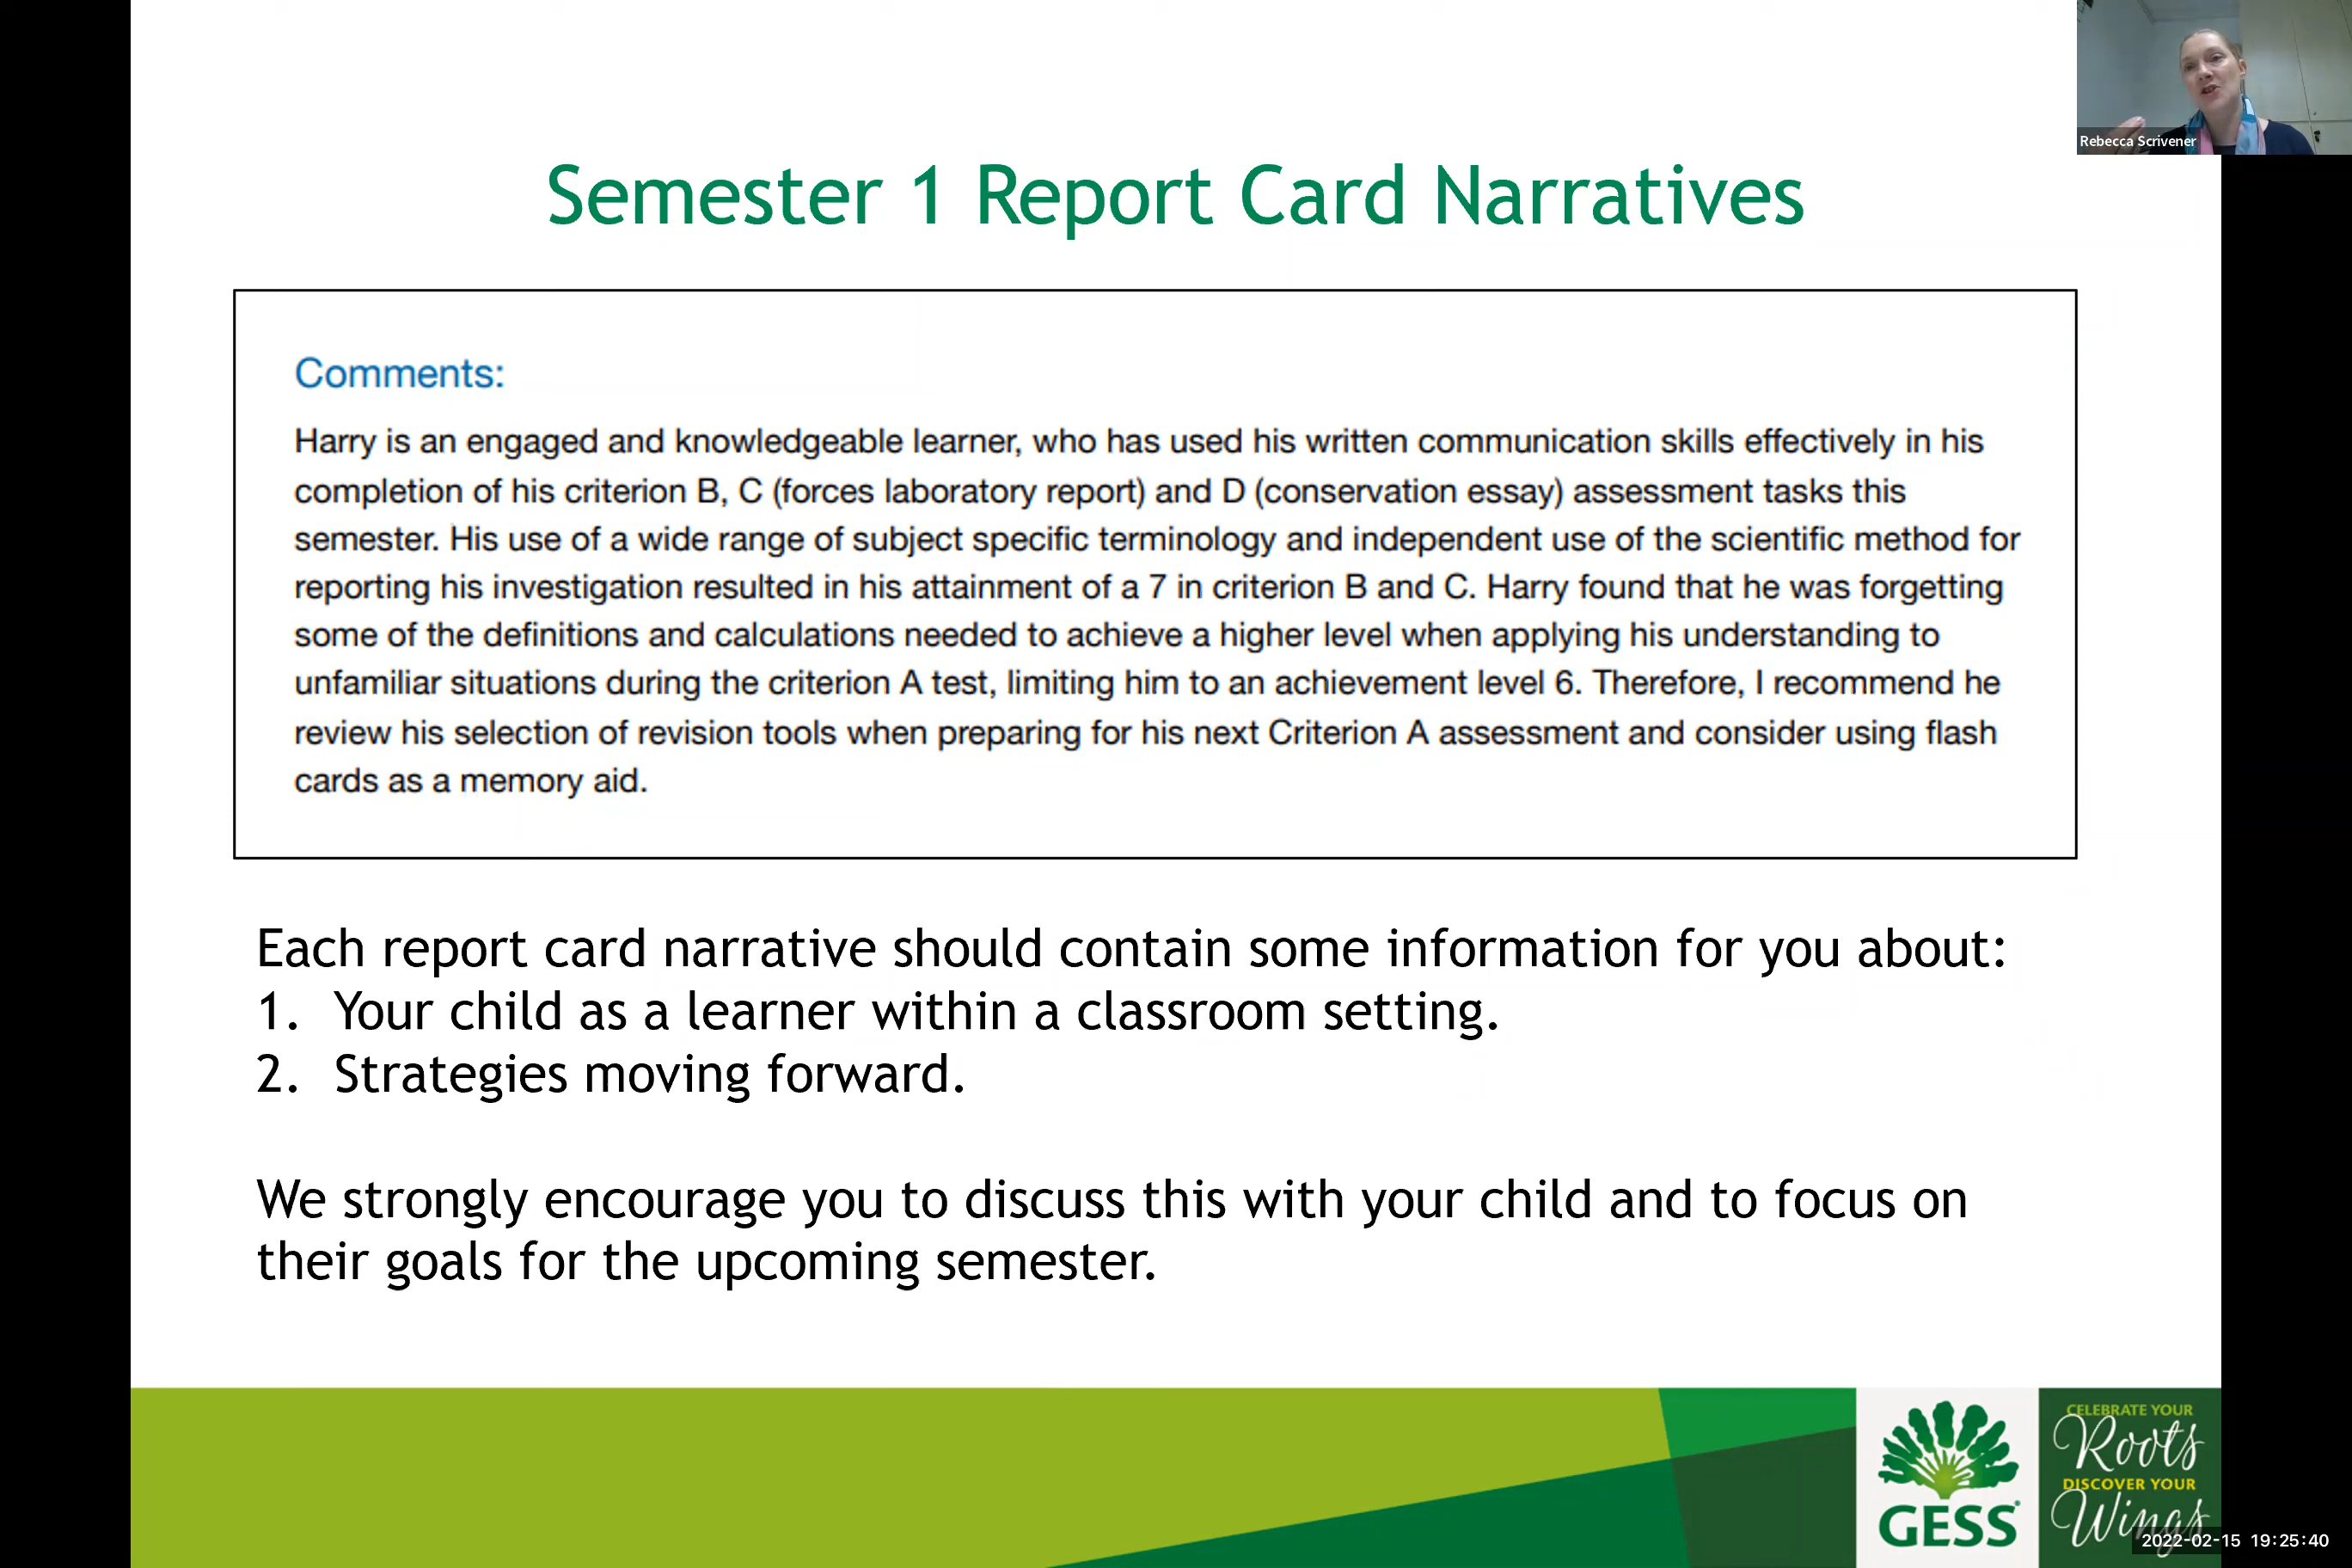 Rebecca Scrivener
Semester 1 Report Card Narratives
Comments:
Harry is an engaged and knowledgeable learner, who has used his written communication skills effectively in his
completion of his criterion B, C (forces laboratory report) and D (conservation essay) assessment tasks this
semester. His use of a wide range of subject specific terminology and independent use of the scientific method for
reporting his investigation resulted in his attainment of a 7 in criterion B and C. Harry found that he was forgetting
some of the definitions and calculations needed to achieve a higher level when applying his understanding to
unfamiliar situations during the criterion A test, limiting him to an achievement level 6. Therefore, I recommend he
review his selection of revision tools when preparing for his next Criterion A assessment and consider using flash
cards as a memory aid.
Each report card narrative should contain some information for you about:
1. Your child as a learner within a classroom setting.
2. Strategies moving forward.
We strongly encourage you to discuss this with your child and to focus on
their goals for the upcoming semester.
GESS
CELEBRATE YOUR
Roots
DISCOVER YOUR
Wings
2022-02-15 19:25:40